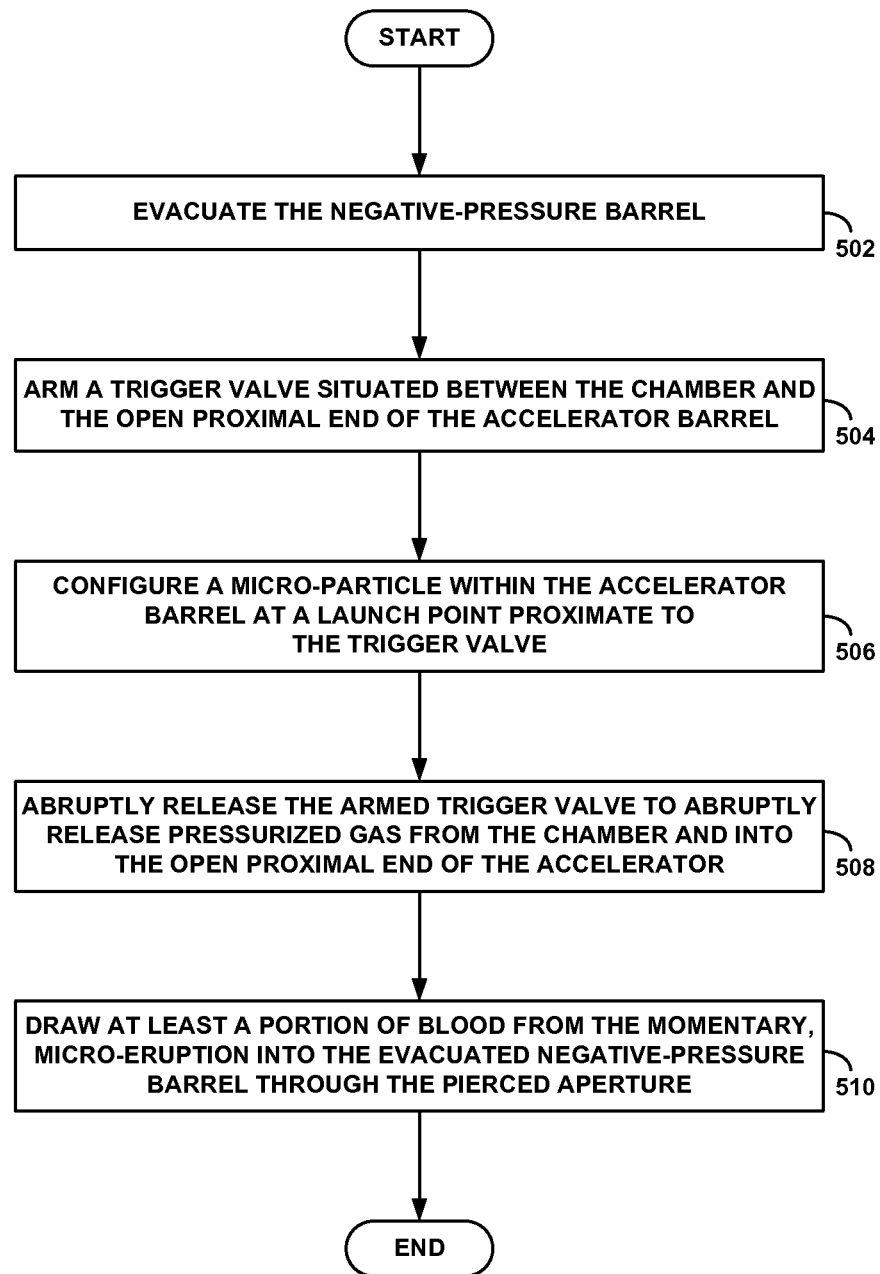 START
EVACUATE THE NEGATIVE-PRESSURE BARREL
502
ARM A TRIGGER VALVE SITUATED BETWEEN THE CHAMBER AND
THE OPEN PROXIMAL END OF THE ACCELERATOR BARREL
504
CONFIGURE A MICRO-PARTICLE WITHIN THE ACCELERATOR
BARREL AT A LAUNCH POINT PROXIMATE TO
THE TRIGGER VALVE
506
ABRUPTLY RELEASE THE ARMED TRIGGER VALVE TO ABRUPTLY
RELEASE PRESSURIZED GAS FROM THE CHAMBER AND INTO
THE OPEN PROXIMAL END OF THE ACCELERATOR
508
DRAW AT LEAST A PORTION OF BLOOD FROM THE MOMENTARY,
MICRO-ERUPTION INTO THE EVACUATED NEGATIVE-PRESSURE
BARREL THROUGH THE PIERCED APERTURE
510
END